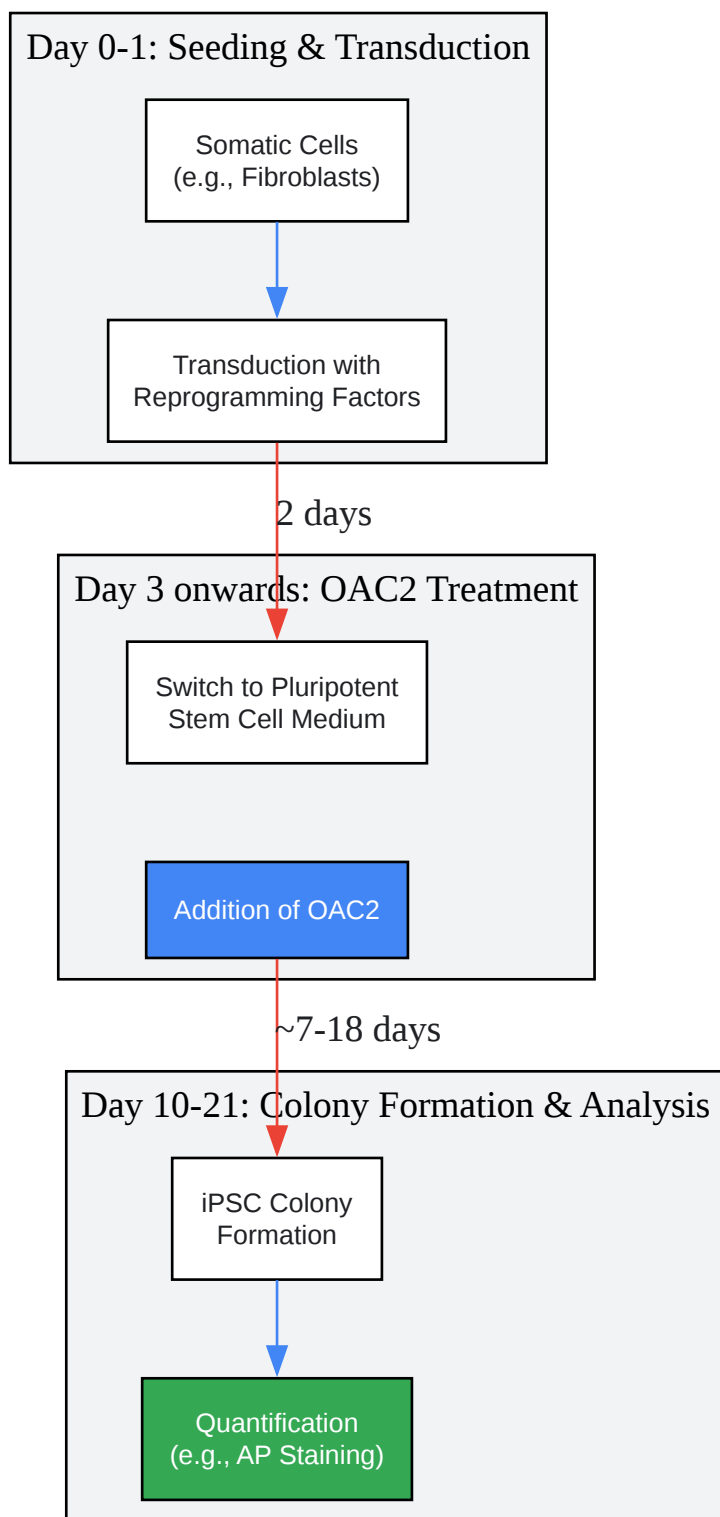 Day 0-1: Seeding & Transduction
Somatic Cells
(e.g., Fibroblasts)
Transduction with
Reprogramming Factors
2 days
Day 3 onwards: OAC2 Treatment
Switch to Pluripotent
Stem Cell Medium
Addition of OAC2
~7-18 days
Day 10-21: Colony Formation & Analysis
iPSC Colony
Formation
Quantification
(e.g., AP Staining)